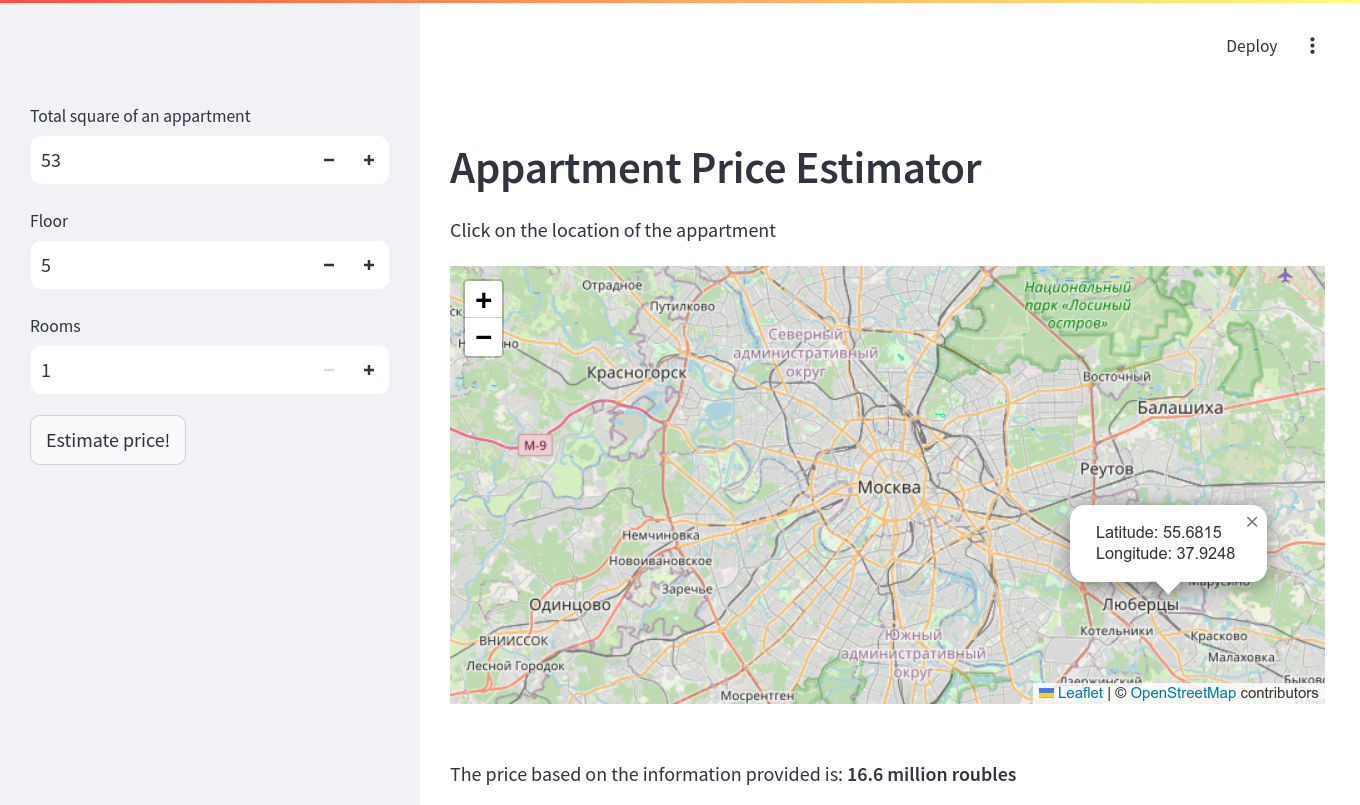 Deploy
Total square of an appartment
53
Floor
5
Rooms
1
Estimate price!
Appartment Price Estimator
Click on the location of the appartment
+
−
Отрадное
Путилково
Национальный
парк «Лосиный
остров»
Северный
административный
округ
Красногорск
Восточный
Балашиха
М-9
Реутов
Москва
Latitude: 55.6815
Longitude: 37.9248
×
Немчиновка
Новоивановское
Марусино
Заречье
Одинцово
Люберцы
ВНИИССОК
Южный
административный
округ
Котельники
Красково
Лесной Городок
Малаховка
Дзержинский
Мосрентген
Leaflet | © OpenStreetMap contributors
The price based on the information provided is: 16.6 million roubles